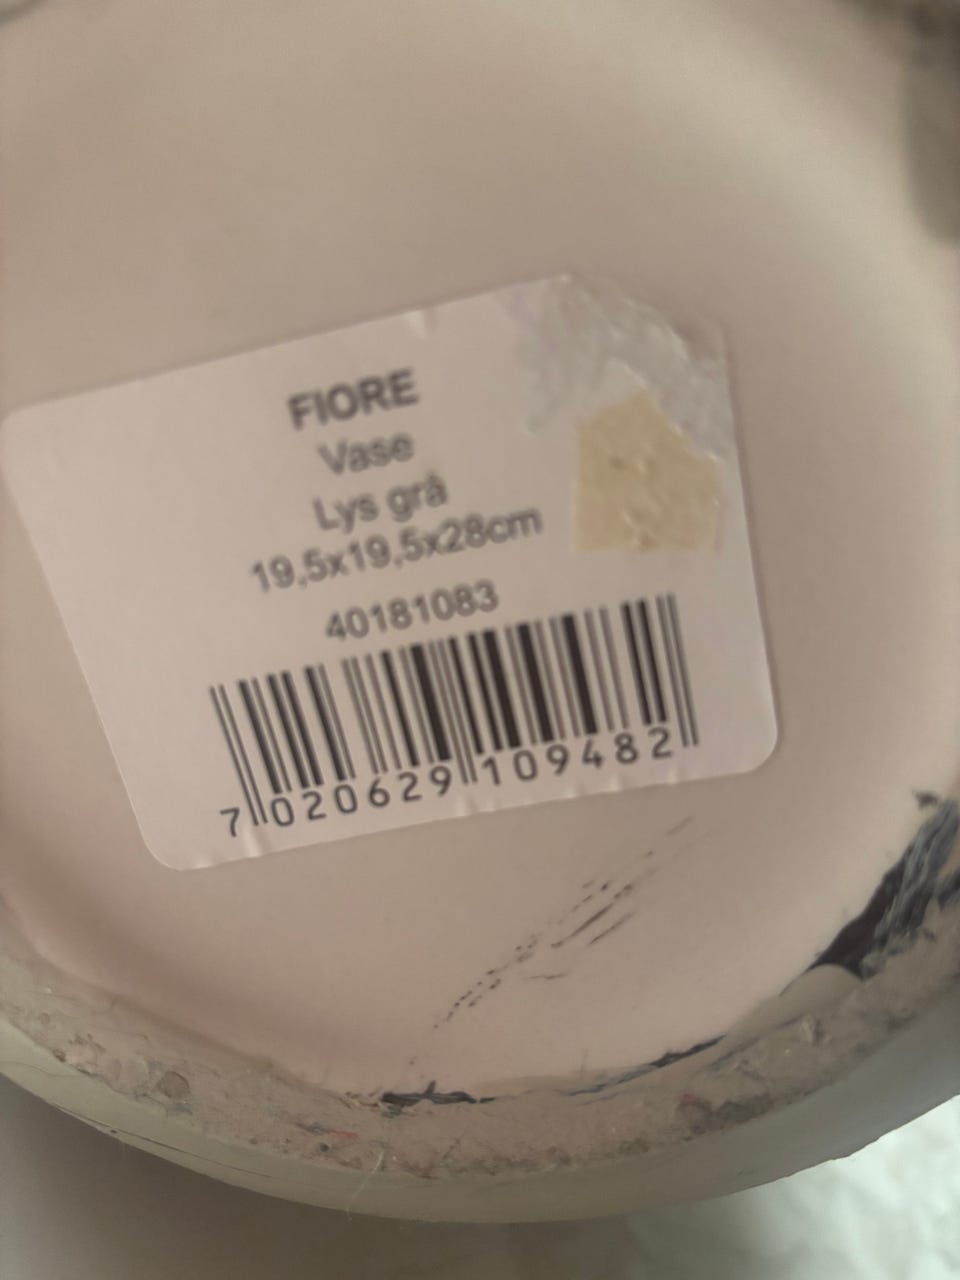 FIORE
Vase
Lys grå
19,5x19,5x28cm
40181083
7 020629 109482